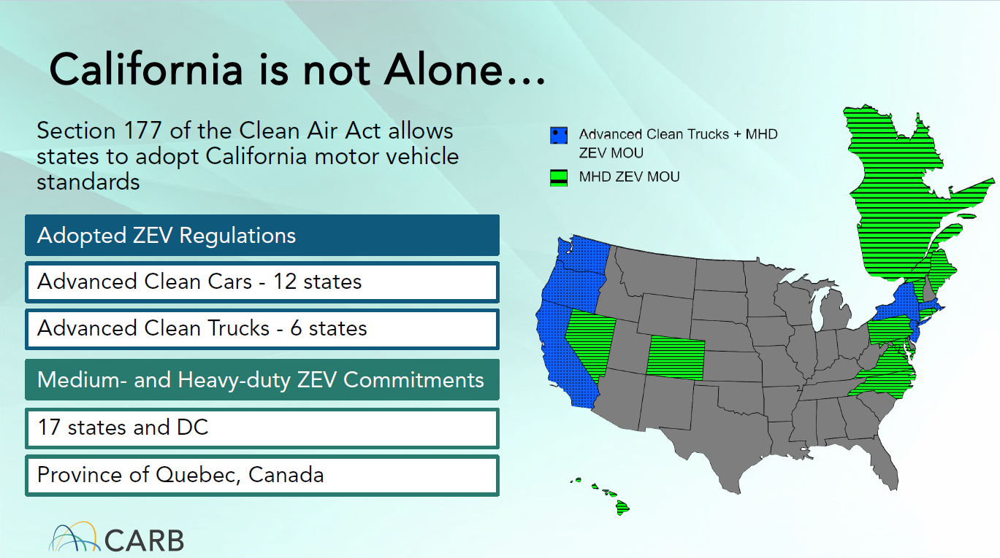 California is not Alone...
Section 177 of the Clean Air Act allows
states to adopt California motor vehicle
standards
Adopted ZEV Regulations
Advanced Clean Cars - 12 states
Advanced Clean Trucks - 6 states
Medium- and Heavy-duty ZEV Commitments
17 states and DC
Province of Quebec, Canada
CARB
Advanced Clean Trucks + MHD
ZEV MOU
MHD ZEV MOU